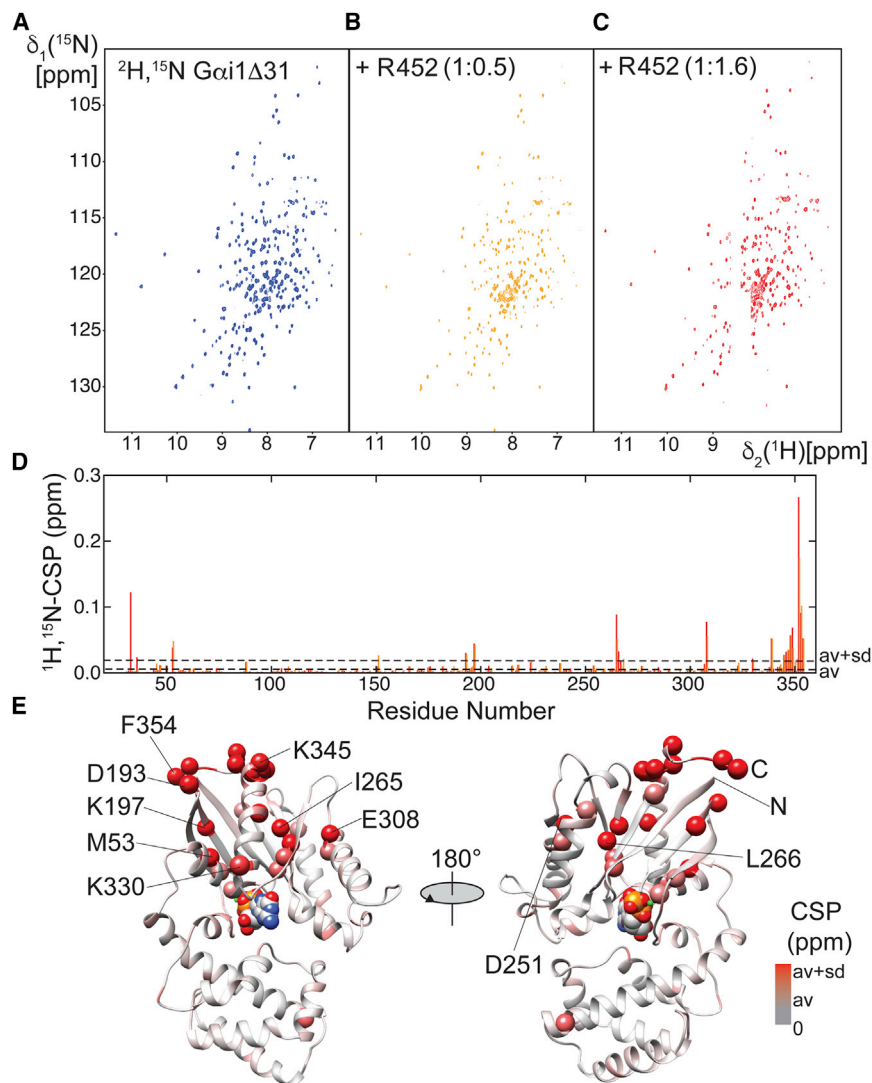 A
B
C
δ₁(¹⁵N)
[ppm]
²H,¹⁵N Gαi1Δ31
+ R452 (1:0.5)
+ R452 (1:1.6)
105
110
115
120
125
130
11 10 9 8 7
11 10 9 8 7
11 10 9
δ₂(¹H)[ppm]
D
¹H,¹⁵N-CSP (ppm)
0.3
0.2
0.1
0.0
av+sd
av
50 100 150 200 250 300 350
Residue Number
E
F354
K345
D193
I265
K197
E308
M53
K330
180°
C
N
L266
D251
CSP
(ppm)
av+sd
av
0